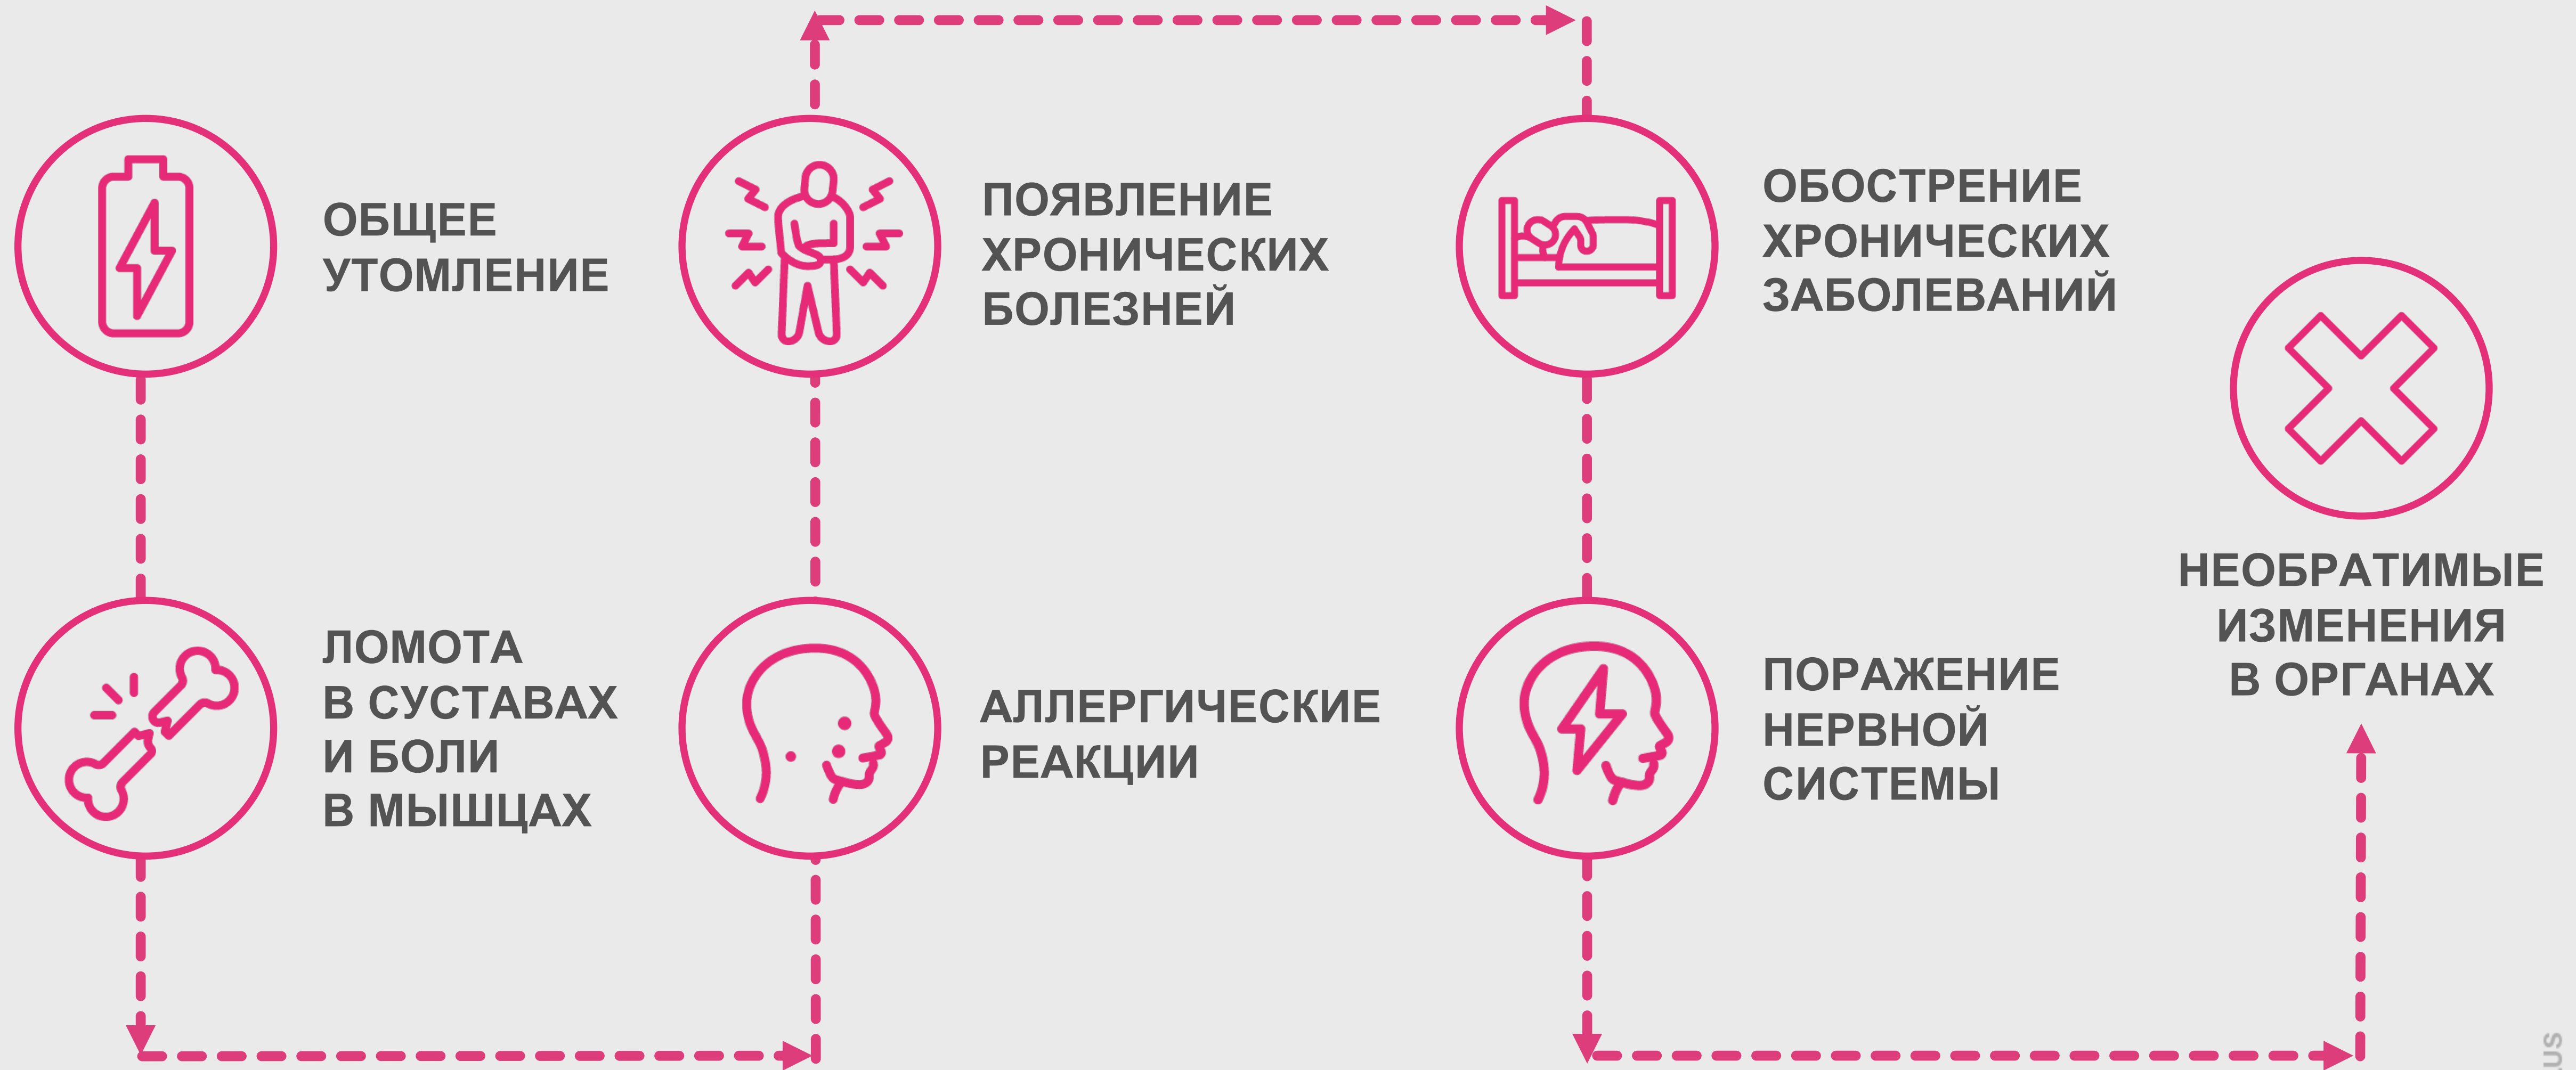 ОБЩЕЕ
УТОМЛЕНИЕ
ЛОМОТА
В СУСТАВАХ
И БОЛИ
В МЫШЦАХ
АЛЛЕРГИЧЕСКИЕ
РЕАКЦИИ
ПОЯВЛЕНИЕ
ХРОНИЧЕСКИХ
БОЛЕЗНЕЙ
ОБОСТРЕНИЕ
ХРОНИЧЕСКИХ
ЗАБОЛЕВАНИЙ
ПОРАЖЕНИЕ
НЕРВНОЙ
СИСТЕМЫ
НЕОБРАТИМЫЕ
ИЗМЕНЕНИЯ
В ОРГАНАХ